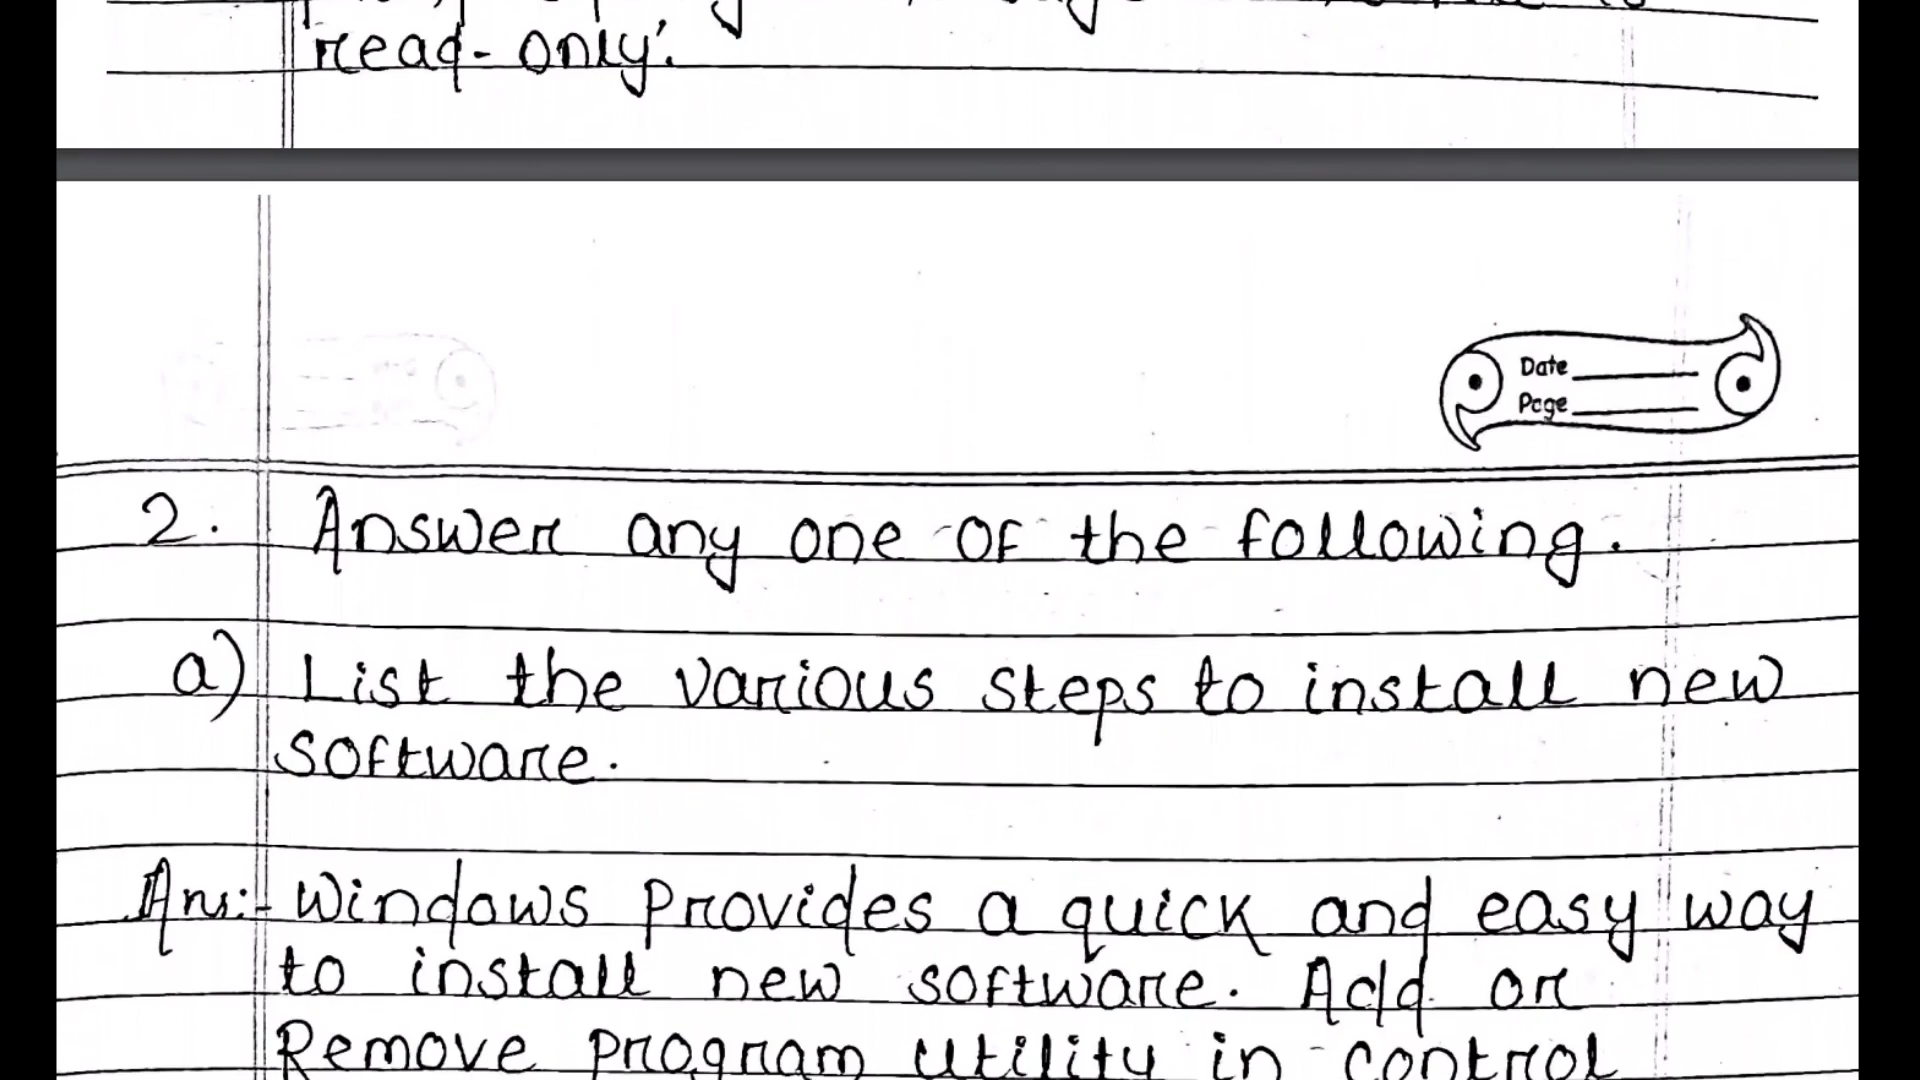 read-only'.
Date
Page
2. Answer any one of the following.
a) List the various steps to install new
software.
Ans:- Windows provides a quick and easy way
to install new software. Add or
Remove program utility in control